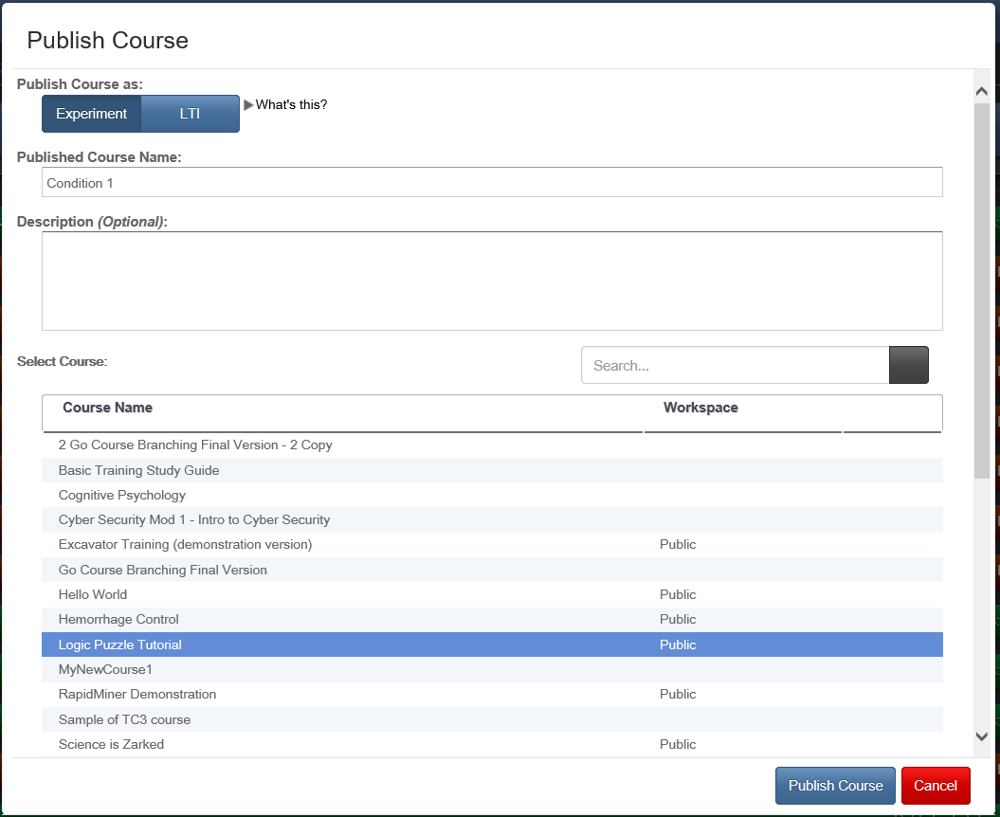 Publish Course
Publish Course as:
Experiment LTI What's this?
Published Course Name:
Condition 1
Description (Optional):
Select Course: Search...
Course Name Workspace
2 Go Course Branching Final Version - 2 Copy
Basic Training Study Guide
Cognitive Psychology
Cyber Security Mod 1 - Intro to Cyber Security
Excavator Training (demonstration version) Public
Go Course Branching Final Version
Hello World Public
Hemorrhage Control Public
Logic Puzzle Tutorial Public
MyNewCourse1
RapidMiner Demonstration Public
Sample of TC3 course
Science is Zarked Public
Publish Course Cancel